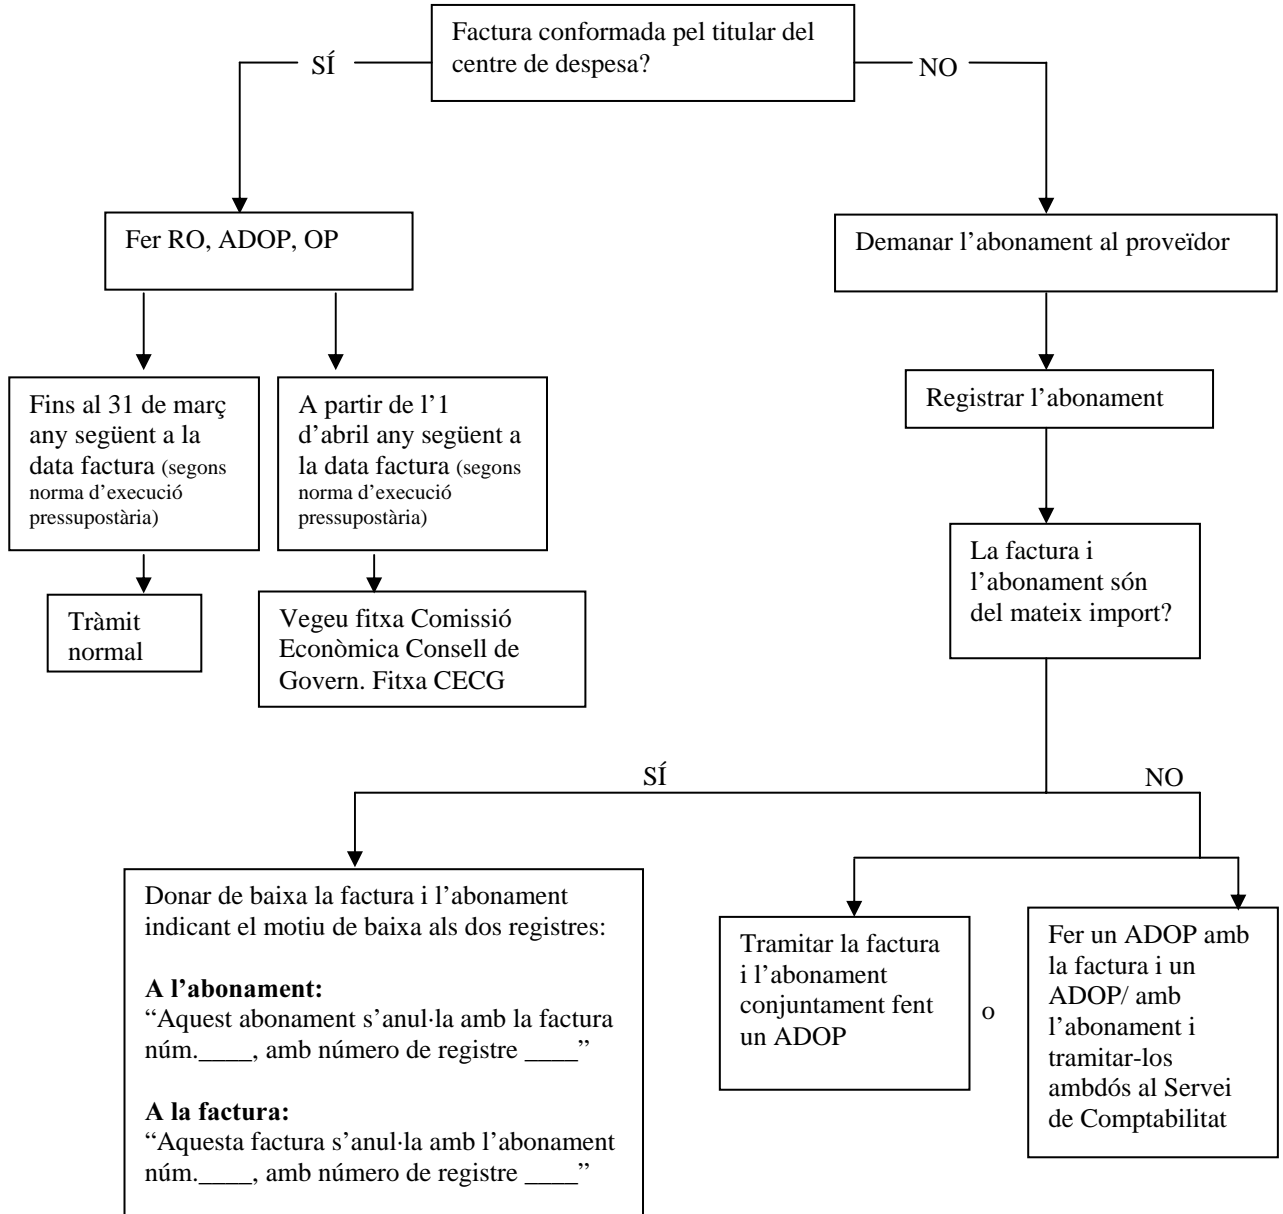 Factura conformada pel titular del
centre de despesa?
SÍ
NO
Fer RO, ADOP, OP
Demanar l’abonament al proveïdor
Fins al 31 de març
any següent a la
data factura (segons
norma d’execució
pressupostària)
A partir de l’1
d’abril any següent a
la data factura (segons
norma d’execució
pressupostària)
Registrar l’abonament
Tràmit
normal
Vegeu fitxa Comissió
Econòmica Consell de
Govern. Fitxa CECG
La factura i
l’abonament són
del mateix import?
SÍ
NO
Donar de baixa la factura i l’abonament
indicant el motiu de baixa als dos registres:
A l’abonament:
“Aquest abonament s’anul·la amb la factura
núm.____, amb número de registre ____”
A la factura:
“Aquesta factura s’anul·la amb l’abonament
núm.____, amb número de registre ____”
Tramitar la factura
i l’abonament
conjuntament fent
un ADOP
o
Fer un ADOP amb
la factura i un
ADOP/ amb
l’abonament i
tramitar-los
ambdós al Servei
de Comptabilitat